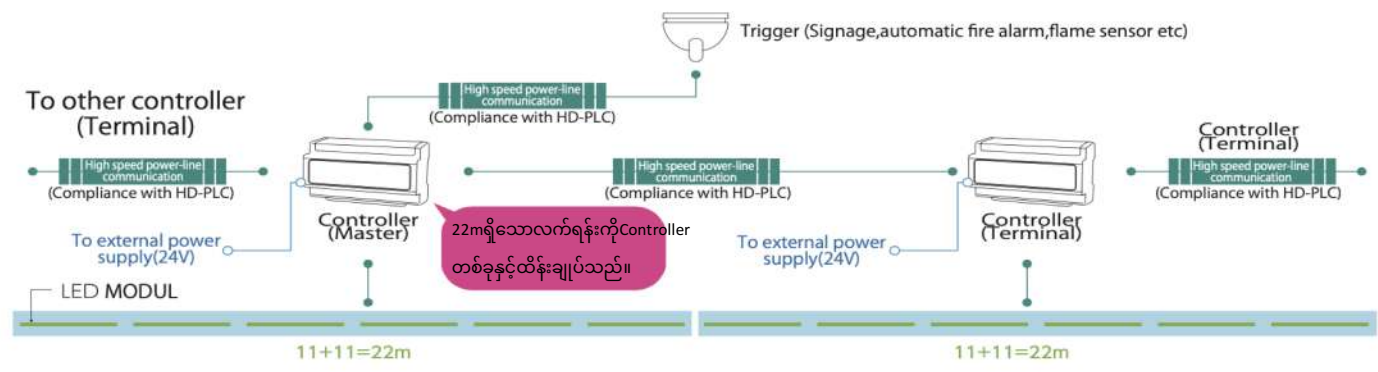 Trigger (Signage,automatic fire alarm,flame sensor etc)
High speed power-line
communication
(Compliance with HD-PLC)
To other controller
(Terminal)
High speed power-line
communication
(Compliance with HD-PLC)
Controller
(Master)
High speed power-line
communication
(Compliance with HD-PLC)
Controller
(Terminal)
Controller
(Terminal)
High speed power-line
communication
(Compliance with HD-PLC)
To external power
supply(24V)
22mရှိသောလက်ရန်းကိုController
တစ်ခုနှင့်ထိန်းချုပ်သည်။
To external power
supply(24V)
LED MODUL
11+11=22m
11+11=22m